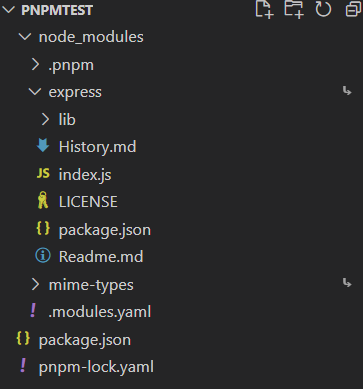 PNPMTEST
node_modules
.pnpm
express
lib
History.md
JS index.js
LICENSE
{} package.json
Readme.md
mime-types
! .modules.yaml
{} package.json
! pnpm-lock.yaml